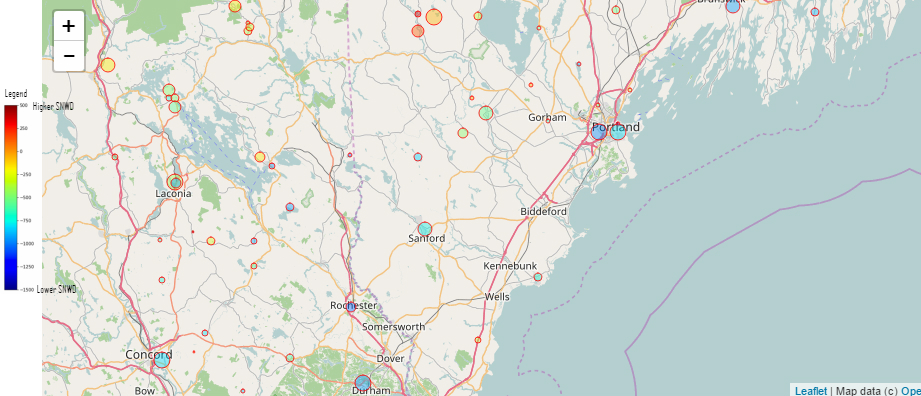 Brunswick
+
−
Legend
Higher SNWD
500
250
0
−250
−500
−750
−1000
−1250
−1500
Lower SNWD
Gorham
Portland
Laconia
Biddeford
Sanford
Kennebunk
Wells
Rochester
Somersworth
Concord
Dover
Bow
Durham
Leaflet | Map data (c) Ope